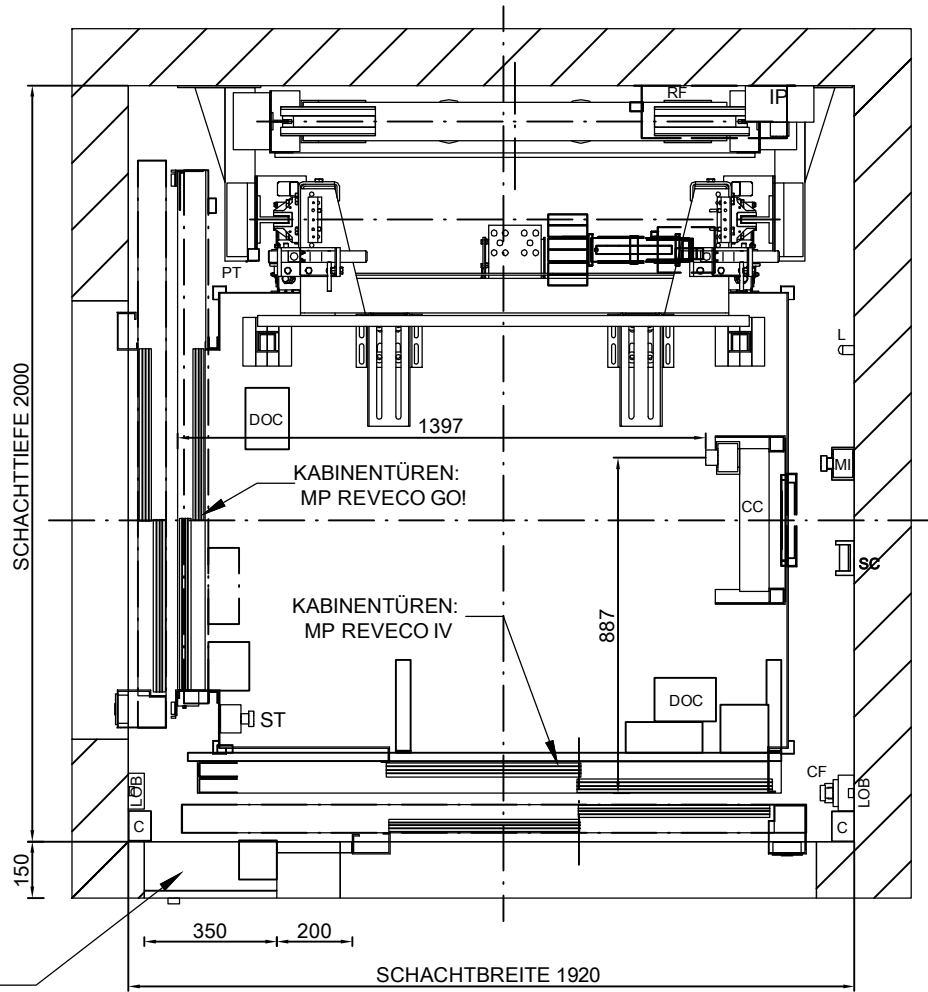 RF
IP
PT
L
DOC
1397
MI
KABINENTÜREN:
MP REVECO GO!
CC
SCHACHTTIEFE 2000
SC
KABINENTÜREN:
MP REVECO IV
887
DOC
ST
CF
LOB
LOB
C
C
150
350
200
SCHACHTBREITE 1920